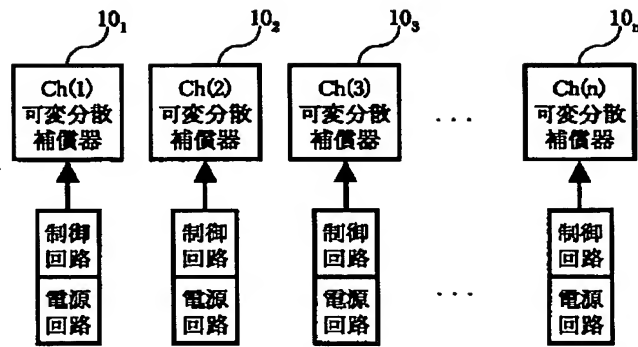 10₁ 10₂ 10₃ 10ₙ
Ch(1) Ch(2) Ch(3) Ch(n)
可変分散 可変分散 可変分散 可変分散
補償器 補償器 補償器 ... 補償器
制御 制御 制御 制御
回路 回路 回路 回路
電源 電源 電源 ... 電源
回路 回路 回路 回路